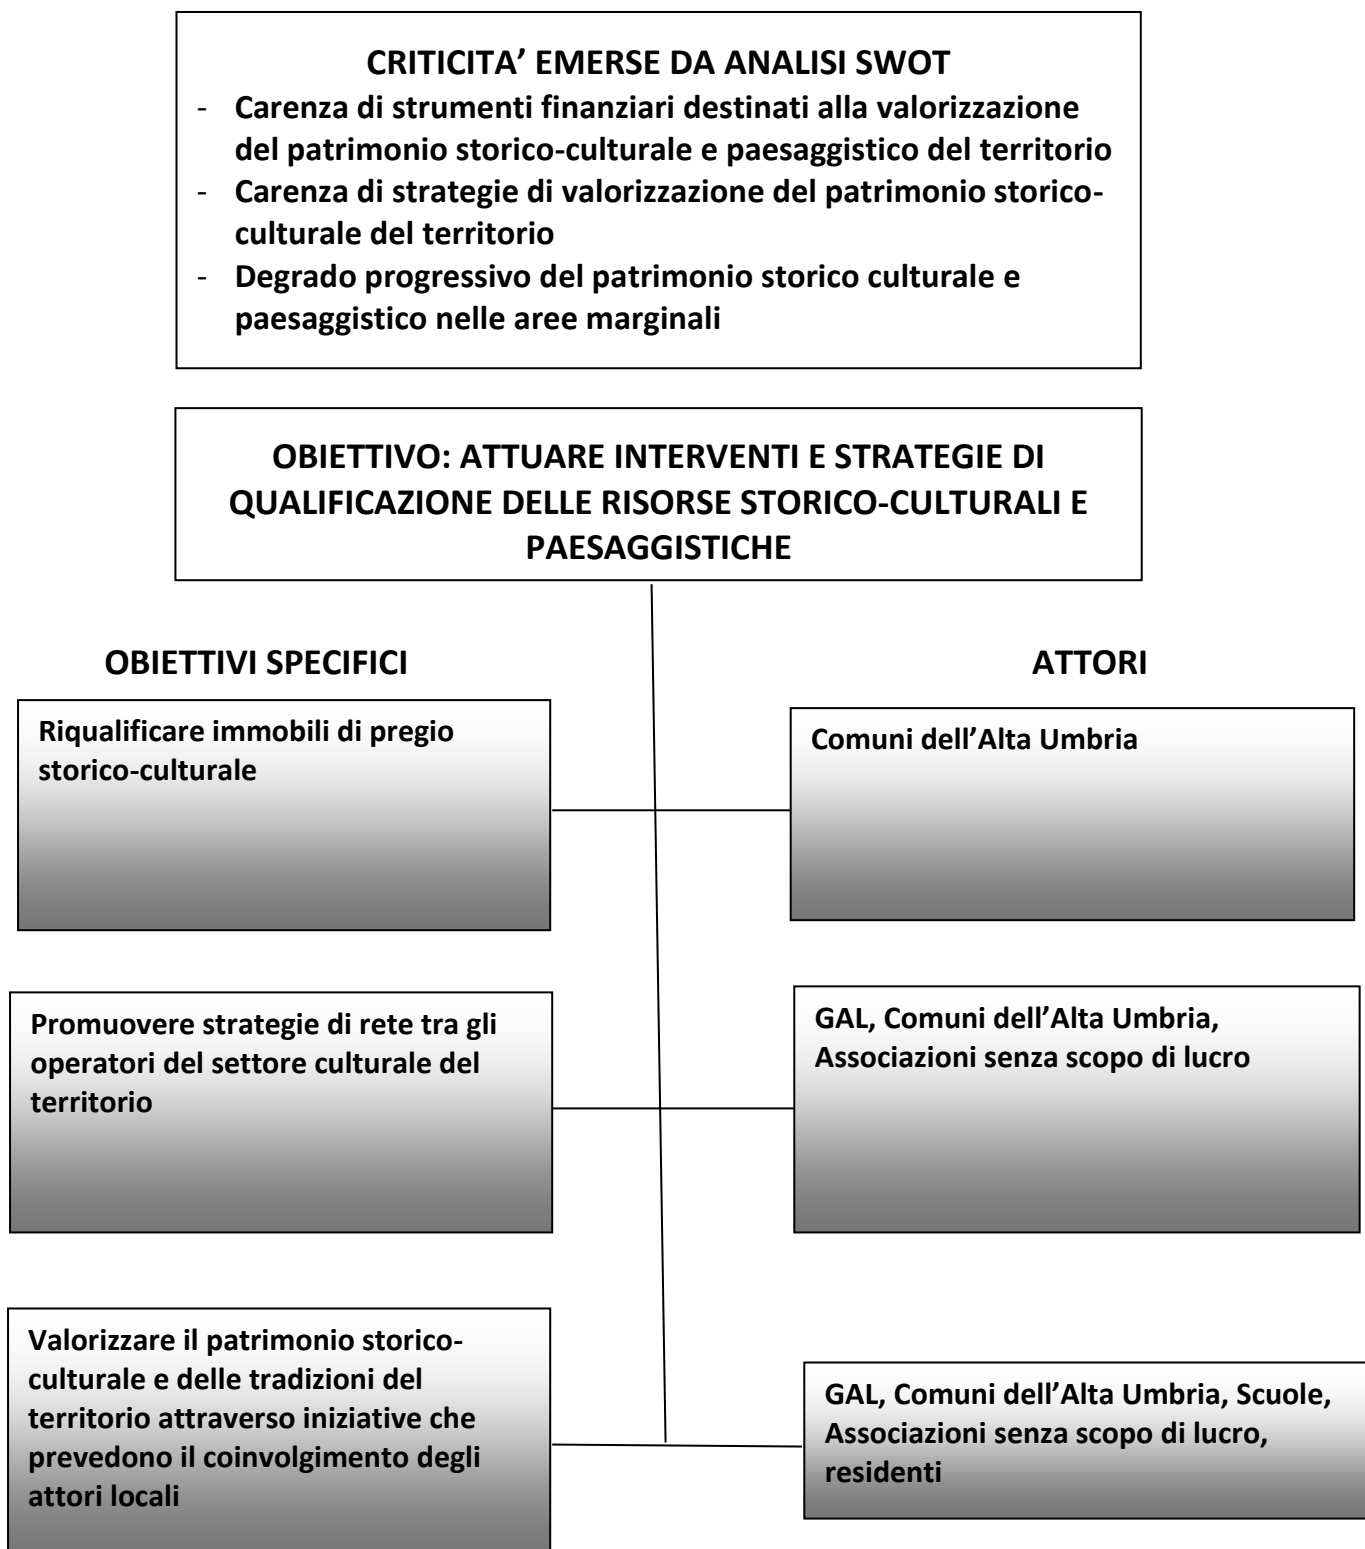 CRITICITA’ EMERSE DA ANALISI SWOT
- Carenza di strumenti finanziari destinati alla valorizzazione
del patrimonio storico-culturale e paesaggistico del territorio
- Carenza di strategie di valorizzazione del patrimonio storico-
culturale del territorio
- Degrado progressivo del patrimonio storico culturale e
paesaggistico nelle aree marginali
OBIETTIVO: ATTUARE INTERVENTI E STRATEGIE DI
QUALIFICAZIONE DELLE RISORSE STORICO-CULTURALI E
PAESAGGISTICHE
OBIETTIVI SPECIFICI
ATTORI
Riqualificare immobili di pregio
storico-culturale
Comuni dell’Alta Umbria
Promuovere strategie di rete tra gli
operatori del settore culturale del
territorio
GAL, Comuni dell’Alta Umbria,
Associazioni senza scopo di lucro
Valorizzare il patrimonio storico-
culturale e delle tradizioni del
territorio attraverso iniziative che
prevedono il coinvolgimento degli
attori locali
GAL, Comuni dell’Alta Umbria, Scuole,
Associazioni senza scopo di lucro,
residenti